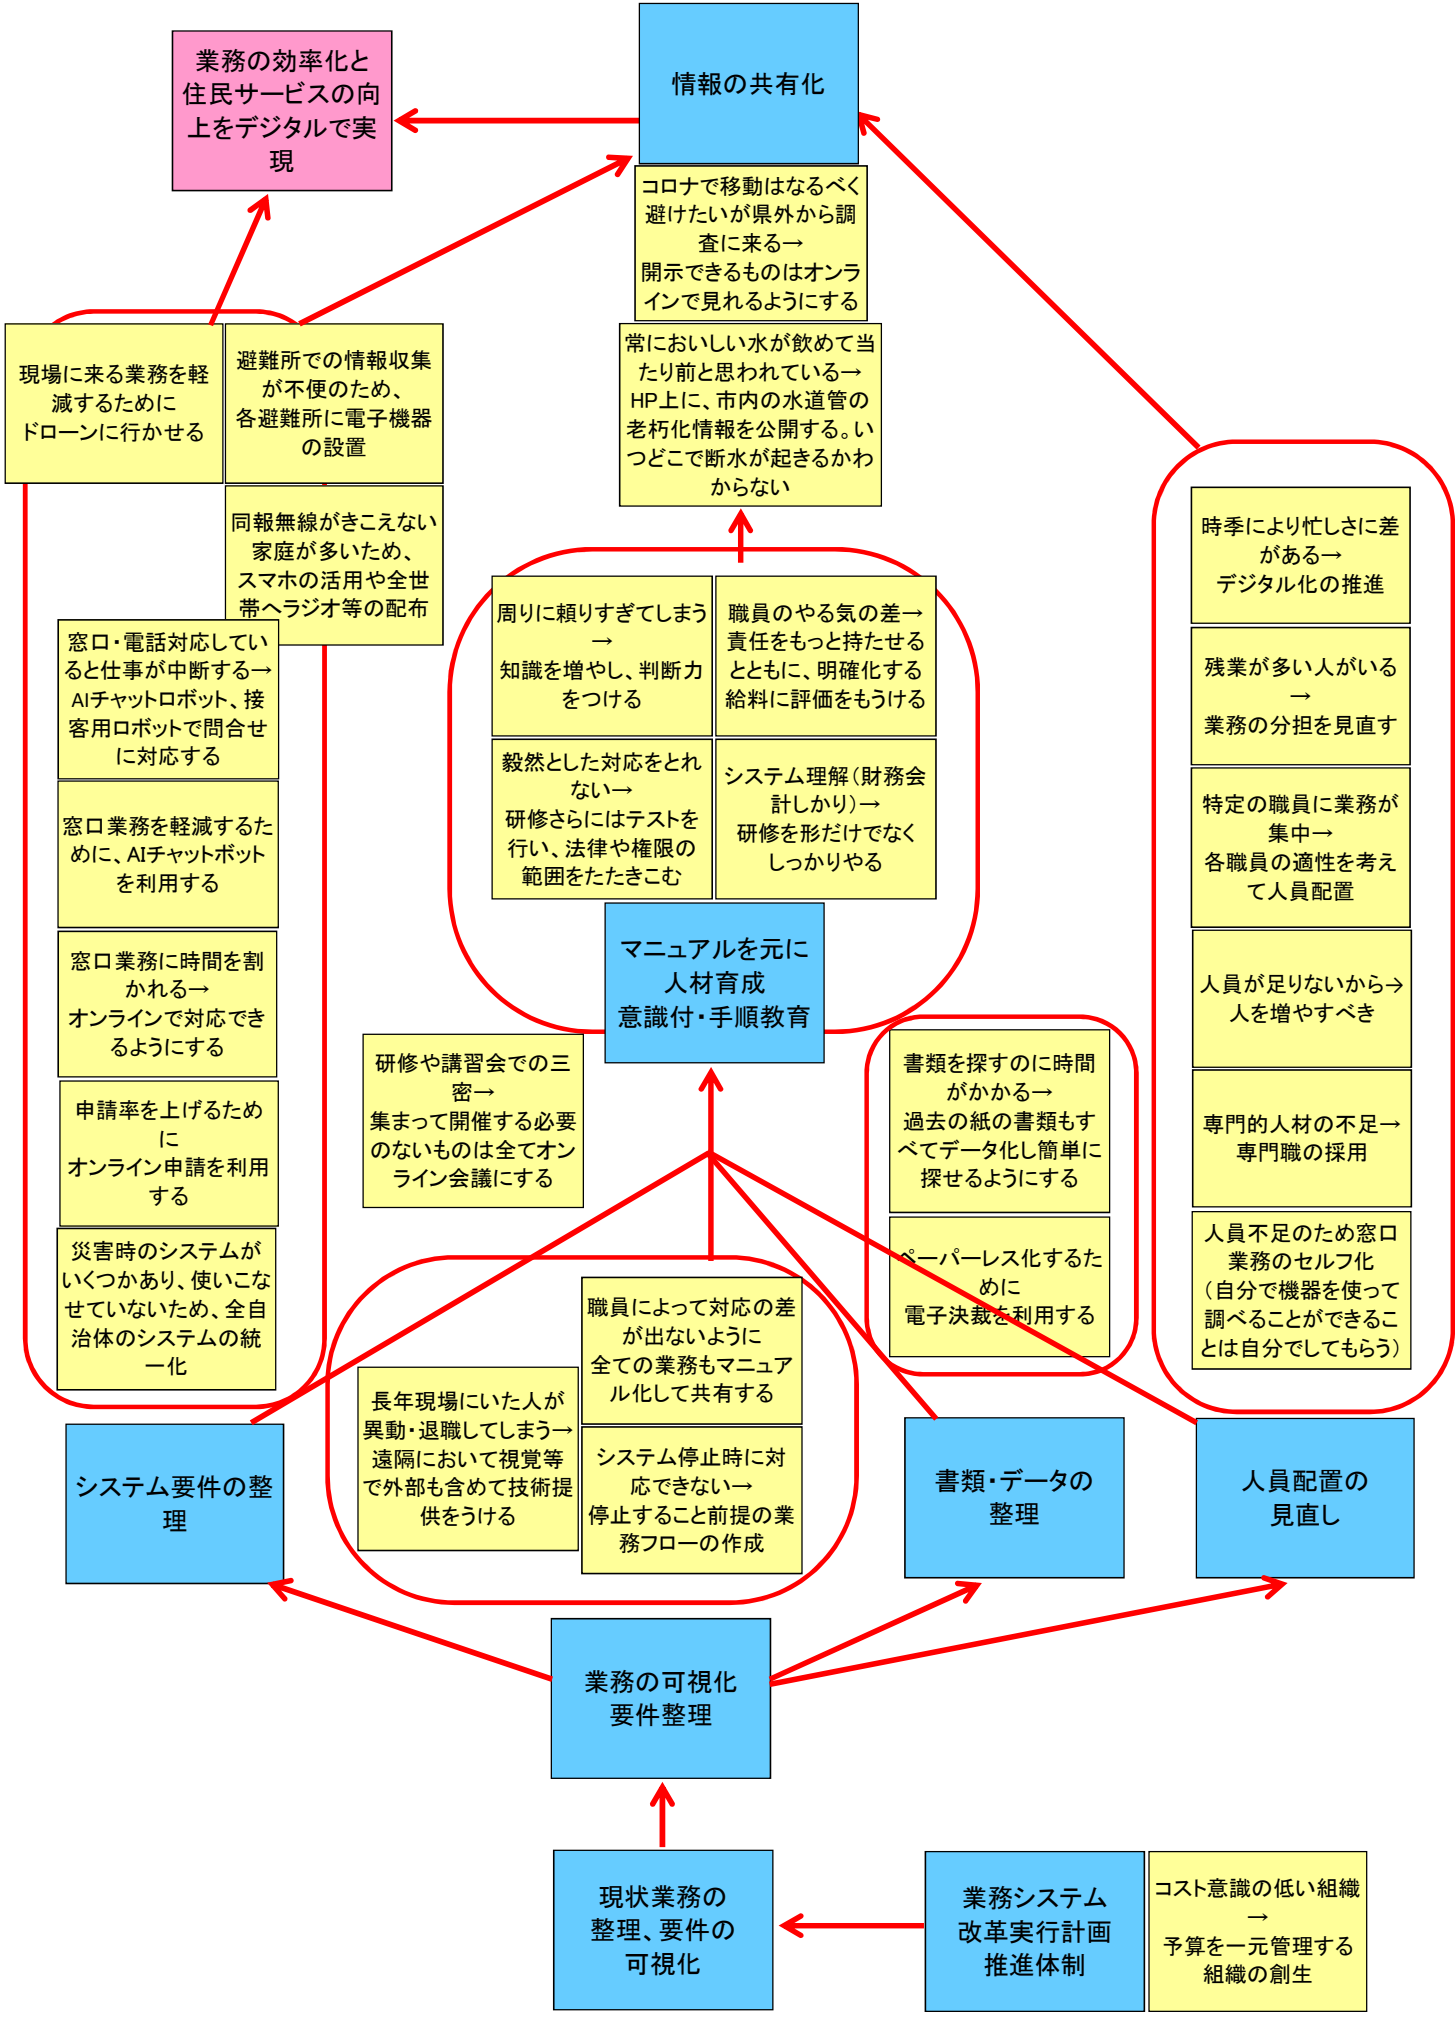 業務の効率化と
住民サービスの向
上をデジタルで実
現
情報の共有化
コロナで移動はなるべく
避けたいが県外から調
査に来る→
開示できるものはオンラ
インで見れるようにする
常においしい水が飲めて当
たり前と思われている→
HP上に、市内の水道管の
老朽化情報を公開する。い
つどこで断水が起きるかわ
からない
現場に来る業務を軽
減するために
ドローンに行かせる
避難所での情報収集
が不便のため、
各避難所に電子機器
の設置
同報無線がきこえない
家庭が多いため、
スマホの活用や全世
帯へラジオ等の配布
窓口・電話対応してい
ると仕事が中断する→
AIチャットロボット、接
客用ロボットで問合せ
に対応する
窓口業務を軽減するた
めに、AIチャットボット
を利用する
窓口業務に時間を割
かれる→
オンラインで対応でき
るようにする
申請率を上げるため
に
オンライン申請を利用
する
災害時のシステムが
いくつかあり、使いこな
せていないため、全自
治体のシステムの統
一化
周りに頼りすぎてしまう
→
知識を増やし、判断力
をつける
職員のやる気の差→
責任をもっと持たせる
とともに、明確化する
給料に評価をもうける
毅然とした対応をとれ
ない→
研修さらにはテストを
行い、法律や権限の
範囲をたたきこむ
システム理解（財務会
計しかり）→
研修を形だけでなく
しっかりやる
マニュアルを元に
人材育成
意識付・手順教育
研修や講習会での三
密→
集まって開催する必要
のないものは全てオン
ライン会議にする
書類を探すのに時間
がかかる→
過去の紙の書類もす
べてデータ化し簡単に
探せるようにする
ペーパーレス化するた
めに
電子決裁を利用する
時季により忙しさに差
がある→
デジタル化の推進
残業が多い人がいる
→
業務の分担を見直す
特定の職員に業務が
集中→
各職員の適性を考え
て人員配置
人員が足りないから→
人を増やすべき
専門的人材の不足→
専門職の採用
人員不足のため窓口
業務のセルフ化
（自分で機器を使って
調べることができるこ
とは自分でしてもらう）
職員によって対応の差
が出ないように
全ての業務もマニュア
ル化して共有する
長年現場にいた人が
異動・退職してしまう→
遠隔において視覚等
で外部も含めて技術提
供をうける
システム停止時に対
応できない→
停止すること前提の業
務フローの作成
システム要件の整
理
書類・データの
整理
人員配置の
見直し
業務の可視化
要件整理
現状業務の
整理、要件の
可視化
業務システム
改革実行計画
推進体制
コスト意識の低い組織
→
予算を一元管理する
組織の創生